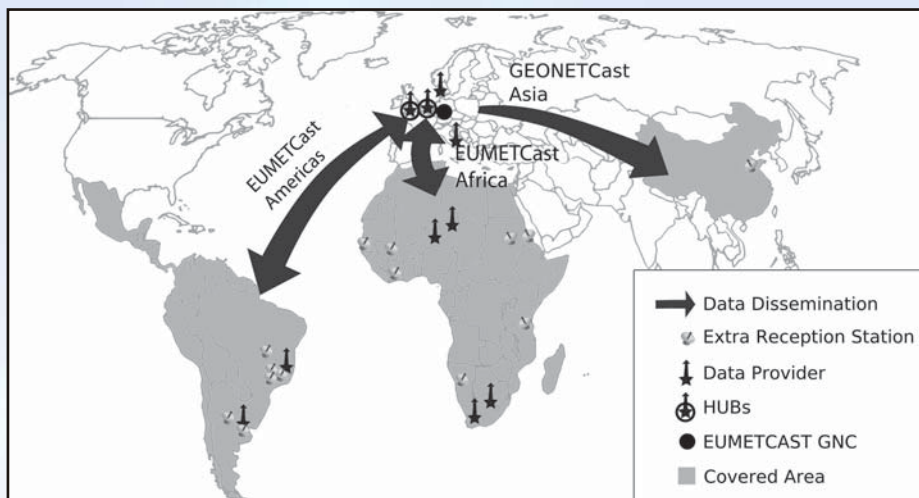 GEONETCast
Asia
EUMETCast
Americas
EUMETCast
Africa
Data Dissemination
Extra Reception Station
Data Provider
HUBs
EUMETCAST GNC
Covered Area